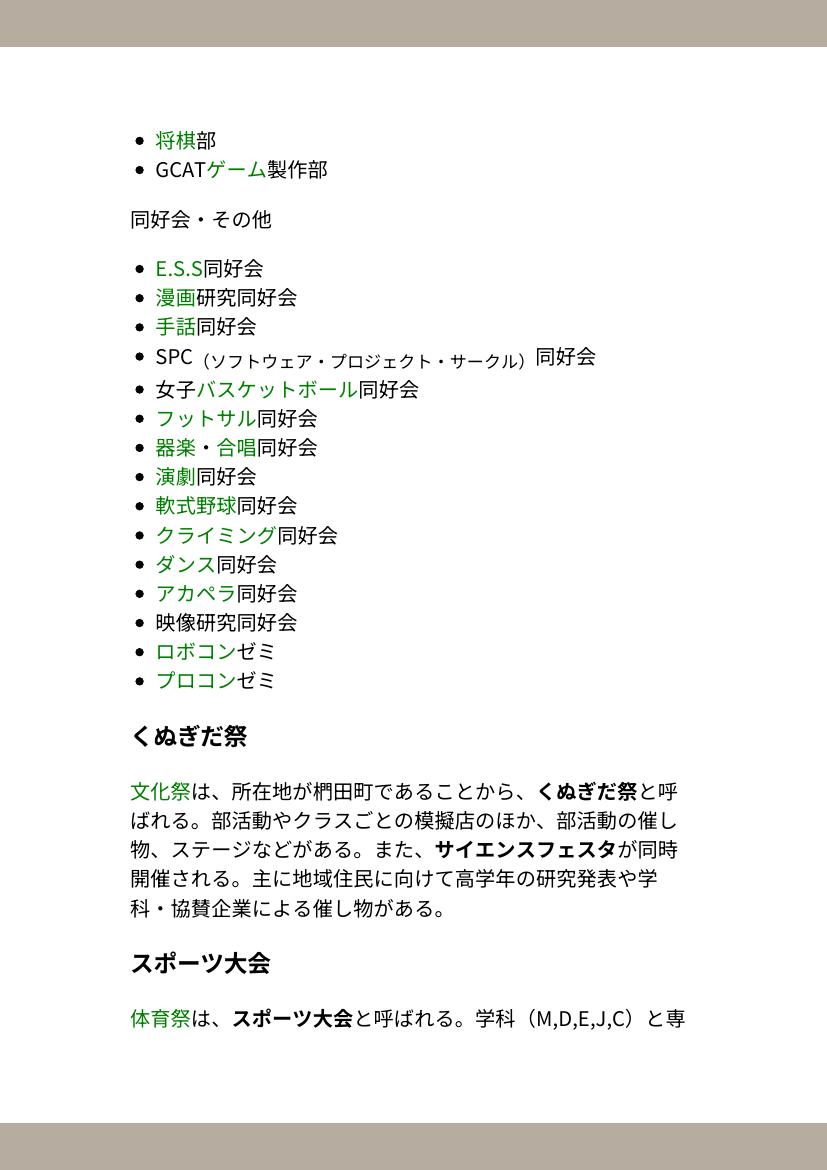 将棋部
GCATゲーム製作部
同好会・その他
E.S.S同好会
漫画研究同好会
手話同好会
SPC（ソフトウェア・プロジェクト・サークル）同好会
女子バスケットボール同好会
フットサル同好会
器楽・合唱同好会
演劇同好会
軟式野球同好会
クライミング同好会
ダンス同好会
アカペラ同好会
映像研究同好会
ロボコンゼミ
プロコンゼミ
くぬぎだ祭
文化祭は、所在地が椚田町であることから、くぬぎだ祭と呼
ばれる。部活動やクラスごとの模擬店のほか、部活動の催し
物、ステージなどがある。また、サイエンスフェスタが同時
開催される。主に地域住民に向けて高学年の研究発表や学
科・協賛企業による催し物がある。
スポーツ大会
体育祭は、スポーツ大会と呼ばれる。学科（M,D,E,J,C）と専